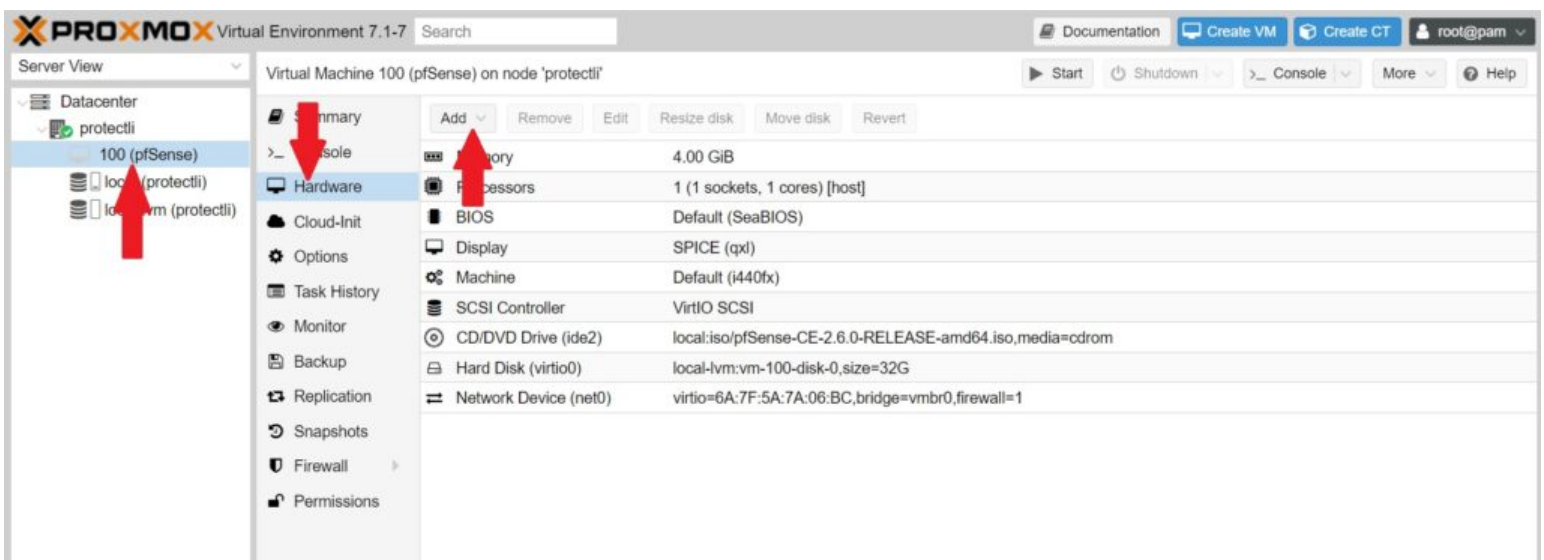 PROXMOX Virtual Environment 7.1-7 Search Documentation Create VM Create CT root@pam
Server View
Virtual Machine 100 (pfSense) on node 'protectli' Start Shutdown >_ Console More Help
Datacenter
protectli
100 (pfSense)
(protectli)
(protectli)
Hardware
Cloud-Init
Options
Task History
Monitor
Backup
Replication
Snapshots
Firewall
Permissions
Add Remove Edit Resize disk Move disk Revert
4.00 GiB
1 (1 sockets, 1 cores) [host]
BIOS Default (SeaBIOS)
Display SPICE (qxl)
Machine Default (i440fx)
SCSI Controller VirtIO SCSI
CD/DVD Drive (ide2) local:iso/pfSense-CE-2.6.0-RELEASE-amd64.iso,media=cdrom
Hard Disk (virtio0) local-lvm:vm-100-disk-0,size=32G
Network Device (net0) virtio=6A:7F:5A:7A:06:BC,bridge=vmbr0,firewall=1